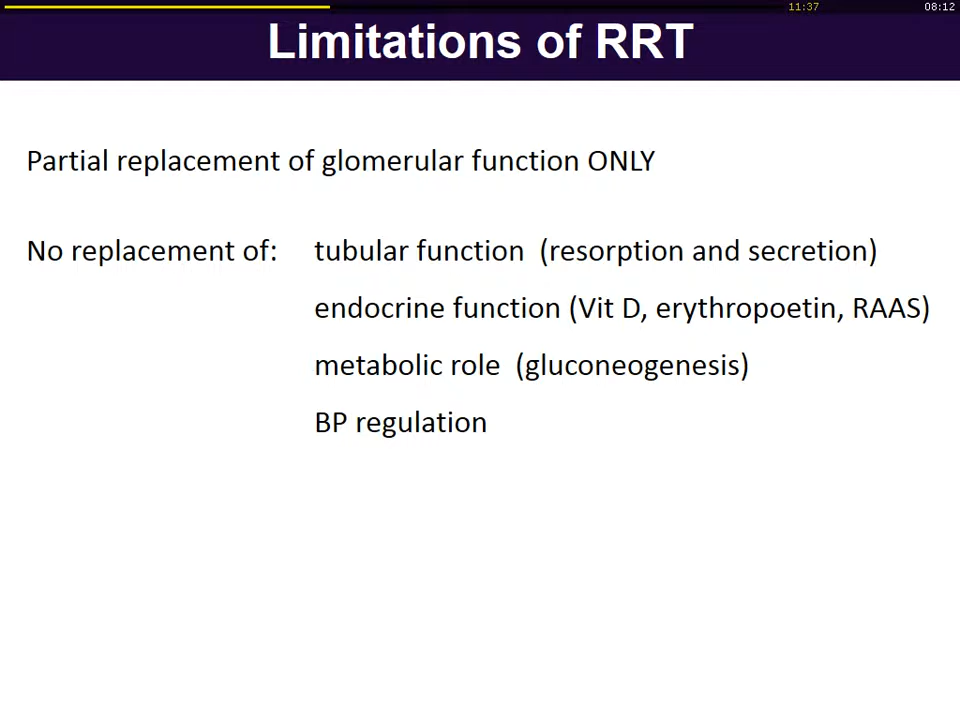 11:37 08:12
Limitations of RRT
Partial replacement of glomerular function ONLY
No replacement of: tubular function (resorption and secretion)
endocrine function (Vit D, erythropoetin, RAAS)
metabolic role (gluconeogenesis)
BP regulation